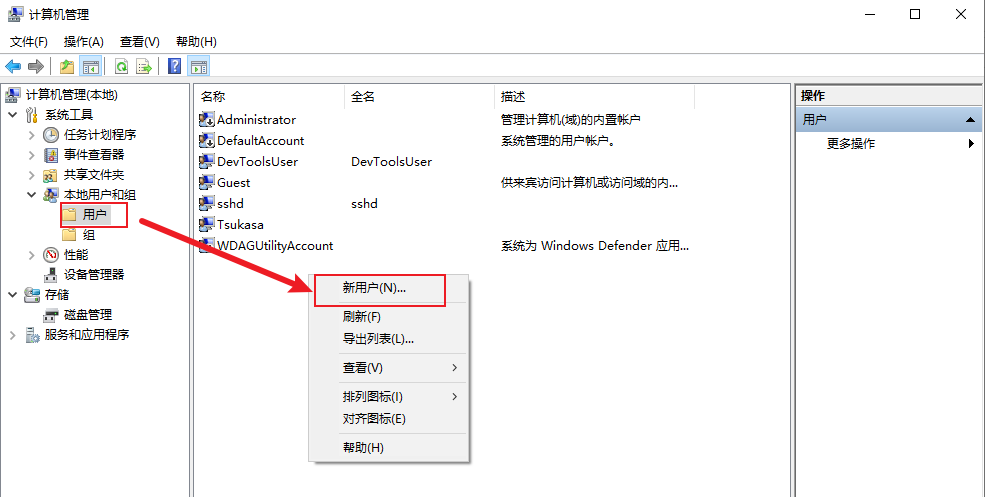 计算机管理
文件(F) 操作(A) 查看(V) 帮助(H)
计算机管理(本地)
系统工具
任务计划程序
事件查看器
共享文件夹
本地用户和组
用户
组
性能
设备管理器
存储
磁盘管理
服务和应用程序
名称 全名 描述
Administrator 管理计算机(域)的内置帐户
DefaultAccount 系统管理的用户帐户。
DevToolsUser DevToolsUser
Guest 供来宾访问计算机或访问域的内...
sshd sshd
Tsukasa
WDAGUtilityAccount 系统为 Windows Defender 应用...
新用户(N)...
刷新(F)
导出列表(L)...
查看(V)
排列图标(I)
对齐图标(E)
帮助(H)
操作
用户
更多操作